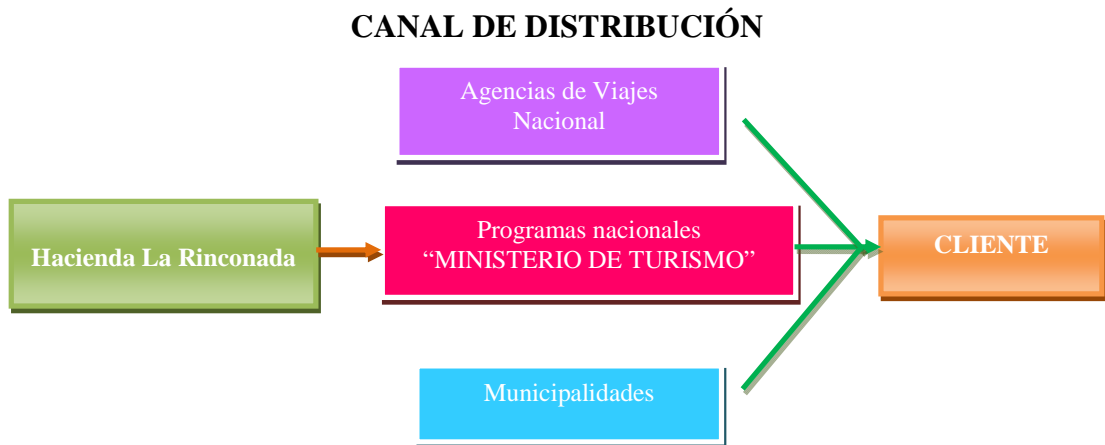 CANAL DE DISTRIBUCIÓN
Agencias de Viajes
Nacional
Hacienda La Rinconada
Programas nacionales
“MINISTERIO DE TURISMO”
CLIENTE
Municipalidades